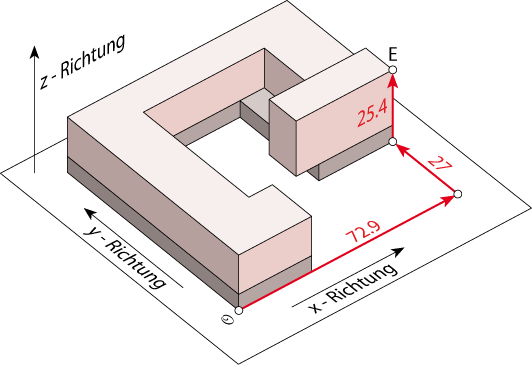 z - Richtung
E
25.4
27
y - Richtung
72.9
x - Richtung